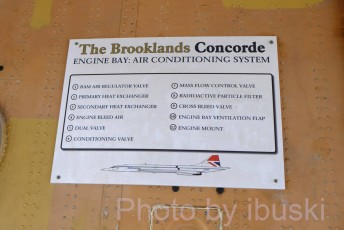 The Brooklands Concorde
ENGINE BAY: AIR CONDITIONING SYSTEM
1 RAM AIR REGULATOR VALVE
2 PRIMARY HEAT EXCHANGER
3 SECONDARY HEAT EXCHANGER
4 ENGINE BLEED AIR
5 DUAL VALVE
6 CONDITIONING VALVE
7 MASS FLOW CONTROL VALVE
8 RADIOACTIVE PARTICLE FILTER
9 CROSS BLEED VALVE
10 ENGINE BAY VENTILATION FLAP
11 ENGINE MOUNT
Photo by ibuski